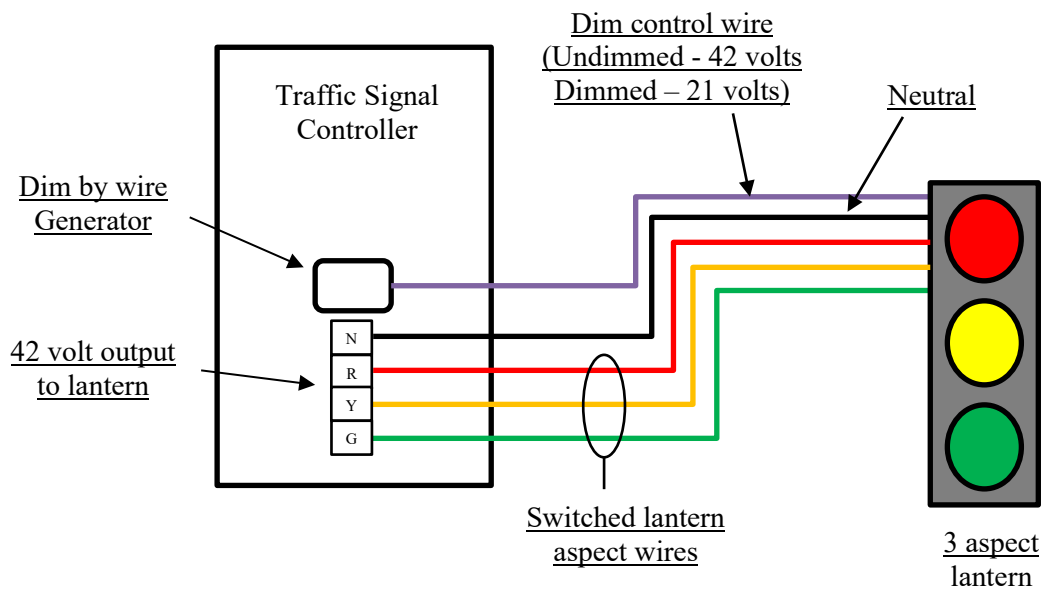 Dim control wire
(Undimmed - 42 volts
Dimmed – 21 volts)
Neutral
Traffic Signal
Controller
Dim by wire
Generator
42 volt output
to lantern
N
R
Y
G
Switched lantern
aspect wires
3 aspect
lantern